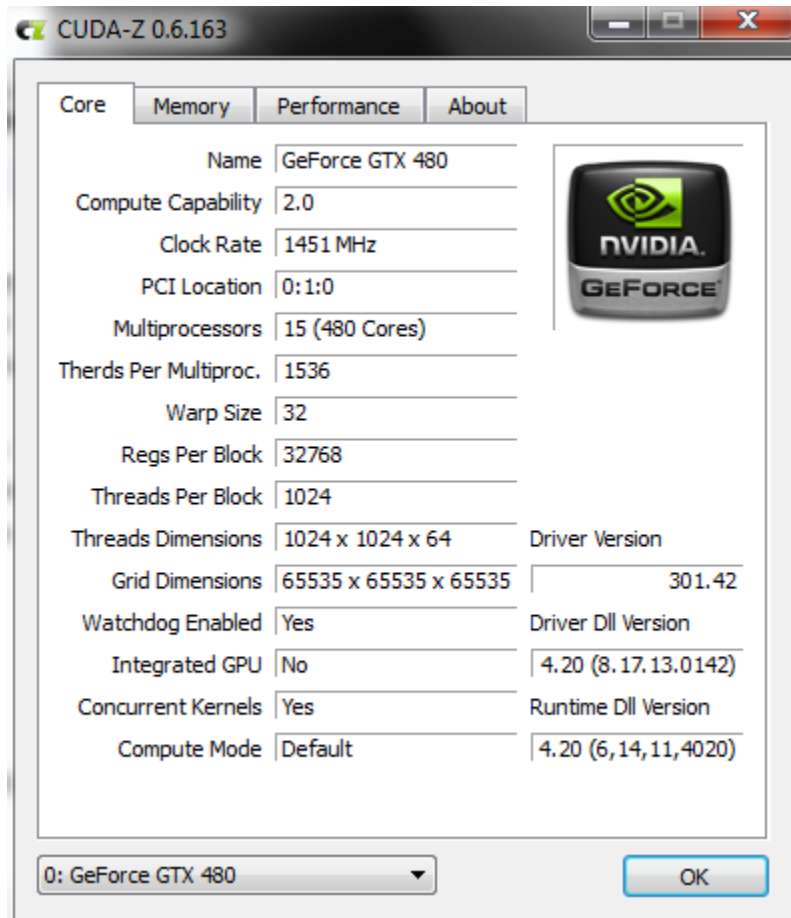 CUDA-Z 0.6.163
Core Memory Performance About
Name GeForce GTX 480
Compute Capability 2.0
Clock Rate 1451 MHz
PCI Location 0:1:0
Multiprocessors 15 (480 Cores)
Therds Per Multiproc. 1536
Warp Size 32
Regs Per Block 32768
Threads Per Block 1024
Threads Dimensions 1024 x 1024 x 64
Grid Dimensions 65535 x 65535 x 65535
Watchdog Enabled Yes
Integrated GPU No
Concurrent Kernels Yes
Compute Mode Default
NVIDIA.
GEFORCE
Driver Version
301.42
Driver Dll Version
4.20 (8.17.13.0142)
Runtime Dll Version
4.20 (6,14,11,4020)
0: GeForce GTX 480
OK